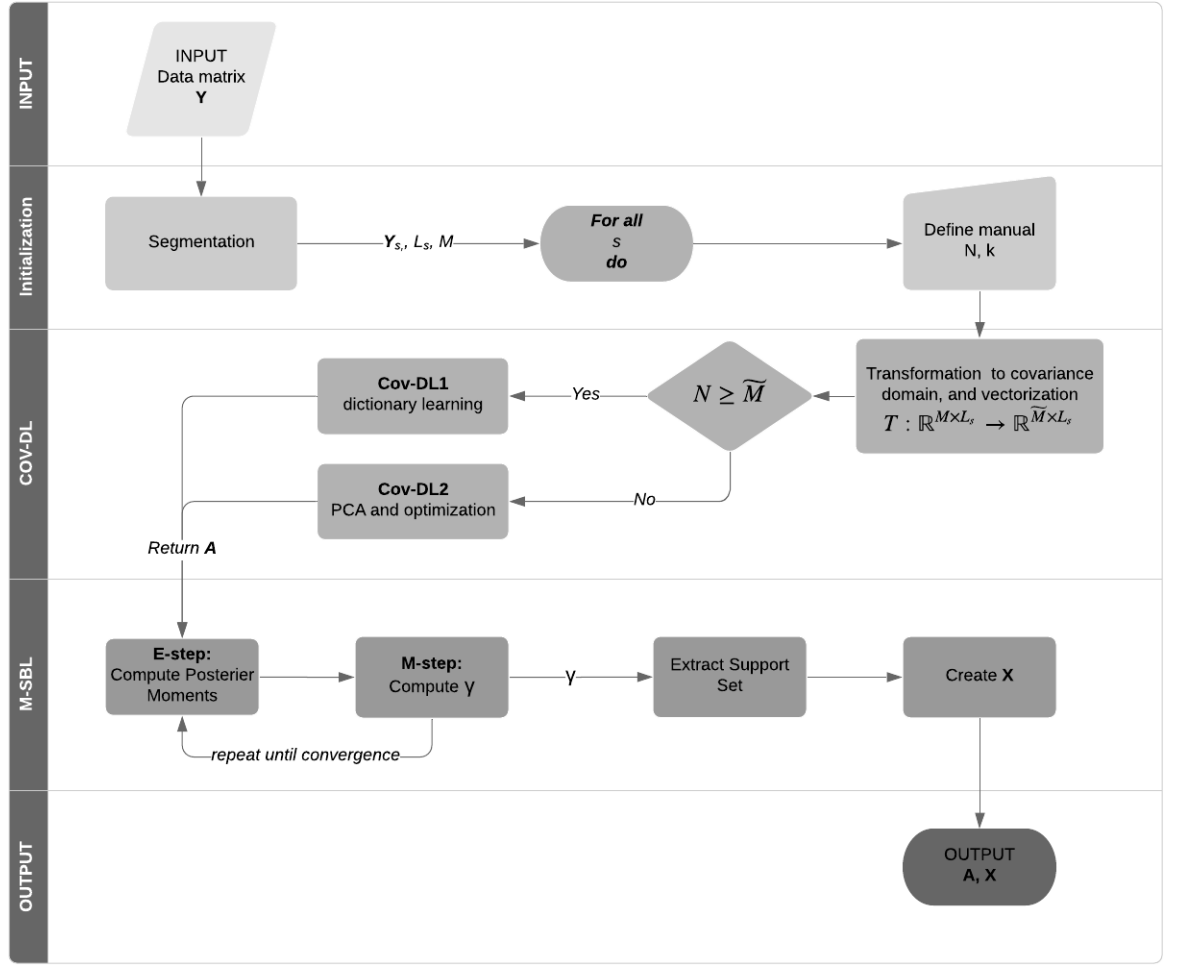 INPUT
INPUT
Data matrix
Y
Initialization
Segmentation
Yₛ,, Lₛ, M
For all
s
do
Define manual
N, k
COV-DL
Transformation to covariance
domain, and vectorization
T : ℝ^{M×L_s} → ℝ^{M̃×L_s}
N ≥ M̃
Yes
Cov-DL1
dictionary learning
No
Cov-DL2
PCA and optimization
Return A
M-SBL
E-step:
Compute Posterier
Moments
M-step:
Compute γ
γ
Extract Support
Set
Create X
repeat until convergence
OUTPUT
OUTPUT
A, X